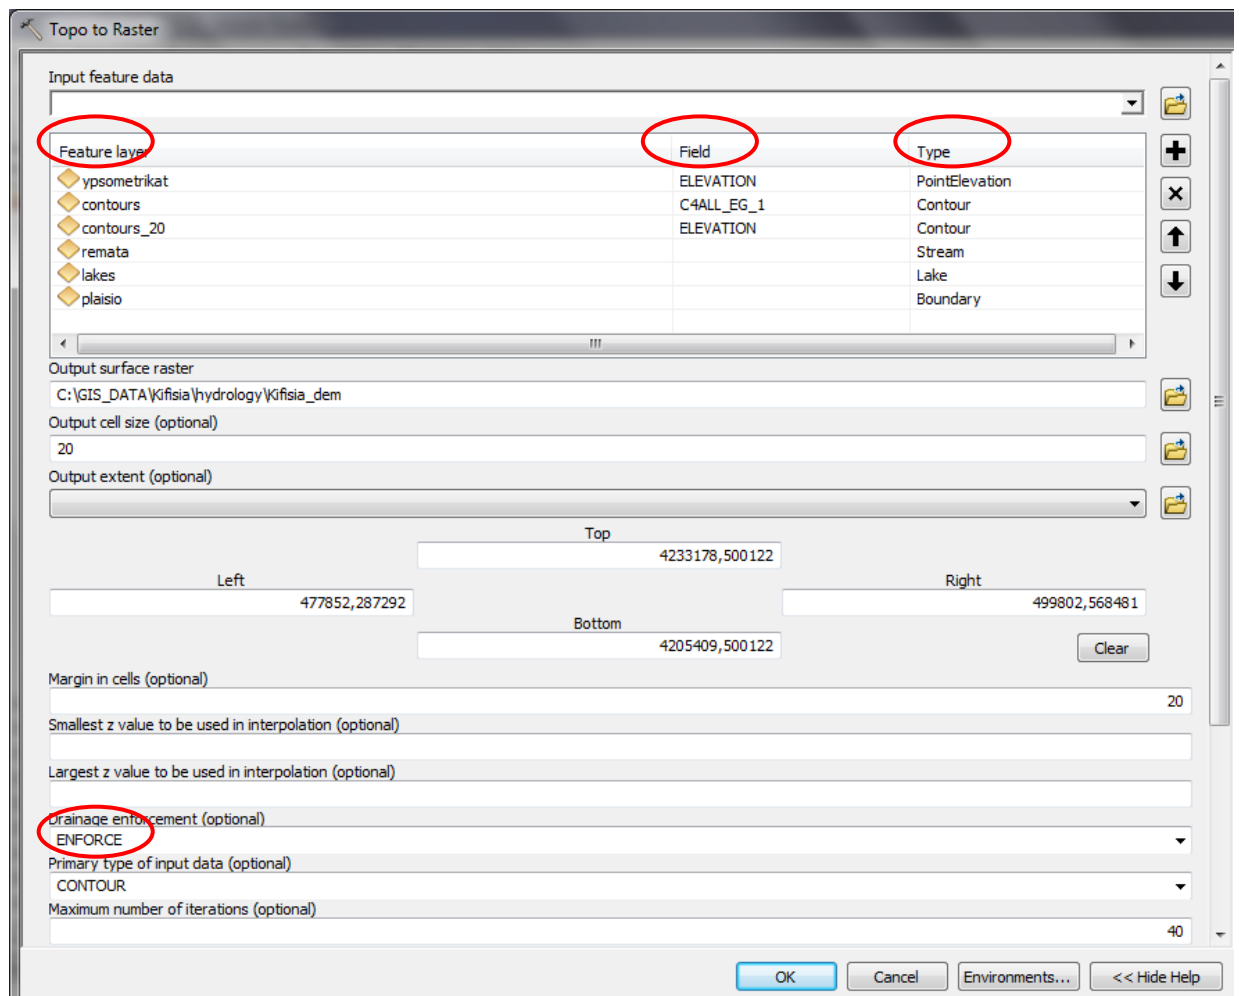 Topo to Raster
Input feature data
Feature layer Field Type
ypsometrikat ELEVATION PointElevation
contours C4ALL_EG_1 Contour
contours_20 ELEVATION Contour
remata Stream
lakes Lake
plaisio Boundary
Output surface raster
C:\GIS_DATA\Kifisia\hydrology\Kifisia_dem
Output cell size (optional)
20
Output extent (optional)
Top
4233178,500122
Left Right
477852,287292 499802,568481
Bottom
4205409,500122 Clear
Margin in cells (optional)
20
Smallest z value to be used in interpolation (optional)
Largest z value to be used in interpolation (optional)
Drainage enforcement (optional)
ENFORCE
Primary type of input data (optional)
CONTOUR
Maximum number of iterations (optional)
40
OK Cancel Environments... << Hide Help